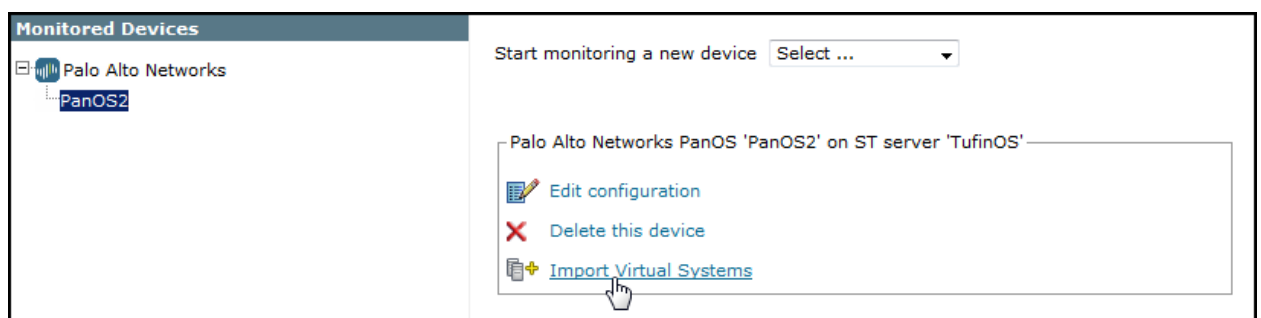 Monitored Devices
Palo Alto Networks
PanOS2
Start monitoring a new device Select ...
Palo Alto Networks PanOS 'PanOS2' on ST server 'TufinOS'
Edit configuration
Delete this device
Import Virtual Systems